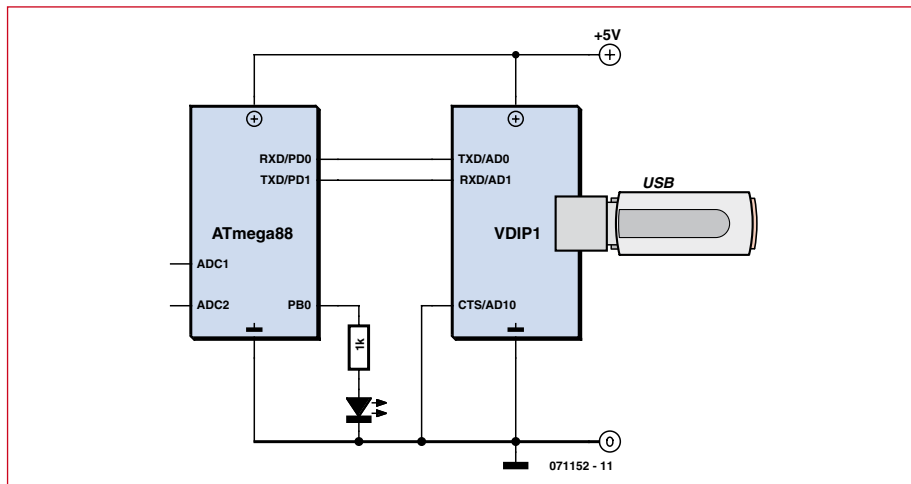 +5V
RXD/PD0
TXD/AD0
TXD/PD1
RXD/AD1
USB
ATmega88
VDIP1
ADC1
ADC2
PB0
CTS/AD10
1k
0
071152 - 11